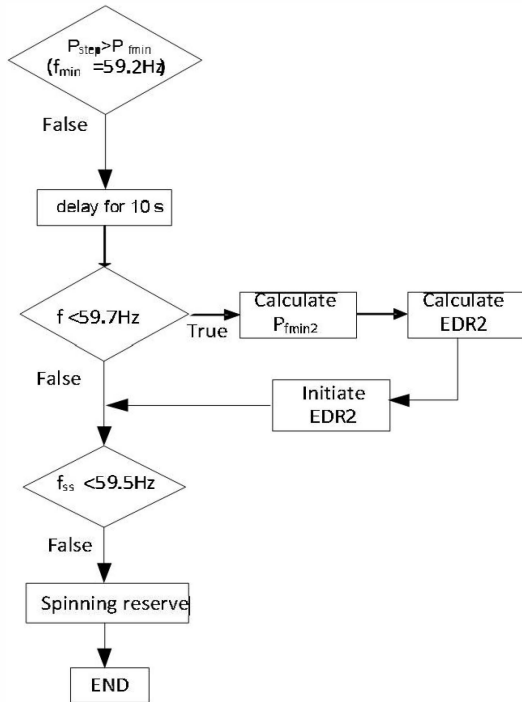 P_step>P_fmin
(f_min =59.2Hz)
False
delay for 10 s
f <59.7Hz
True
Calculate
P_fmin2
Calculate
EDR2
False
Initiate
EDR2
f_ss <59.5Hz
False
Spinning reserve
END